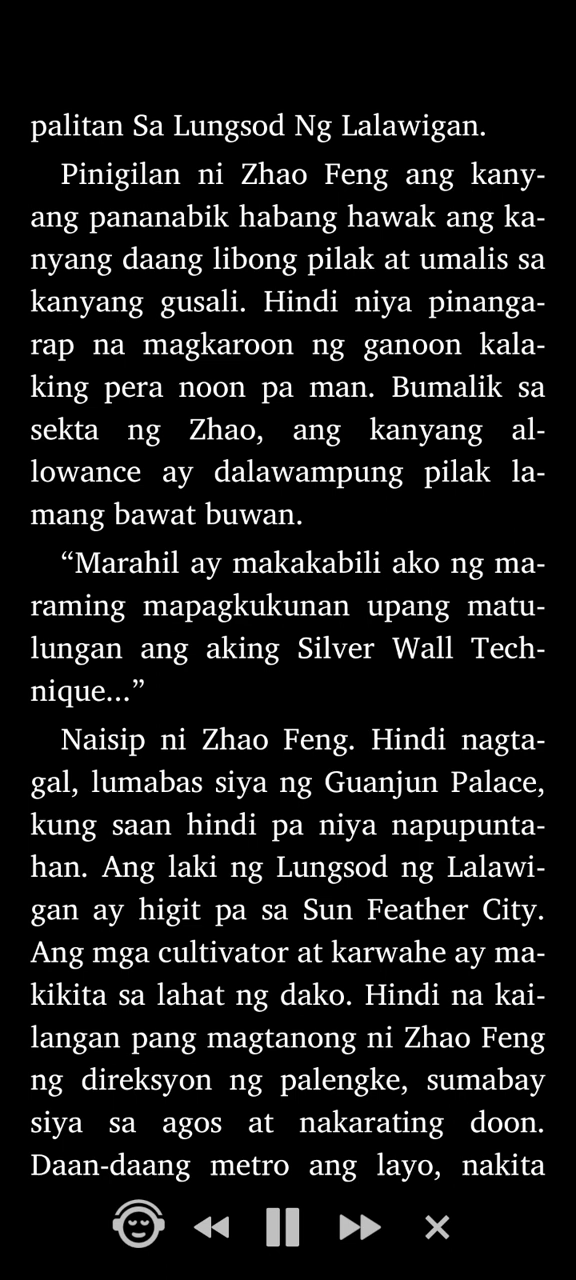 palitan Sa Lungsod Ng Lalawigan.
Pinigilan ni Zhao Feng ang kany-
ang pananabik habang hawak ang ka-
nyang daang libong pilak at umalis sa
kanyang gusali. Hindi niya pinanga-
rap na magkaroon ng ganoon kala-
king pera noon pa man. Bumalik sa
sekta ng Zhao, ang kanyang al-
lowance ay dalawampung pilak la-
mang bawat buwan.
“Marahil ay makakabili ako ng ma-
raming mapagkukunan upang matu-
lungan ang aking Silver Wall Tech-
nique...”
Naisip ni Zhao Feng. Hindi nagta-
gal, lumabas siya ng Guanjun Palace,
kung saan hindi pa niya napupunta-
han. Ang laki ng Lungsod ng Lalawi-
gan ay higit pa sa Sun Feather City.
Ang mga cultivator at karwahe ay ma-
kikita sa lahat ng dako. Hindi na kai-
langan pang magtanong ni Zhao Feng
ng direksyon ng palengke, sumabay
siya sa agos at nakarating doon.
Daan-daang metro ang layo, nakita